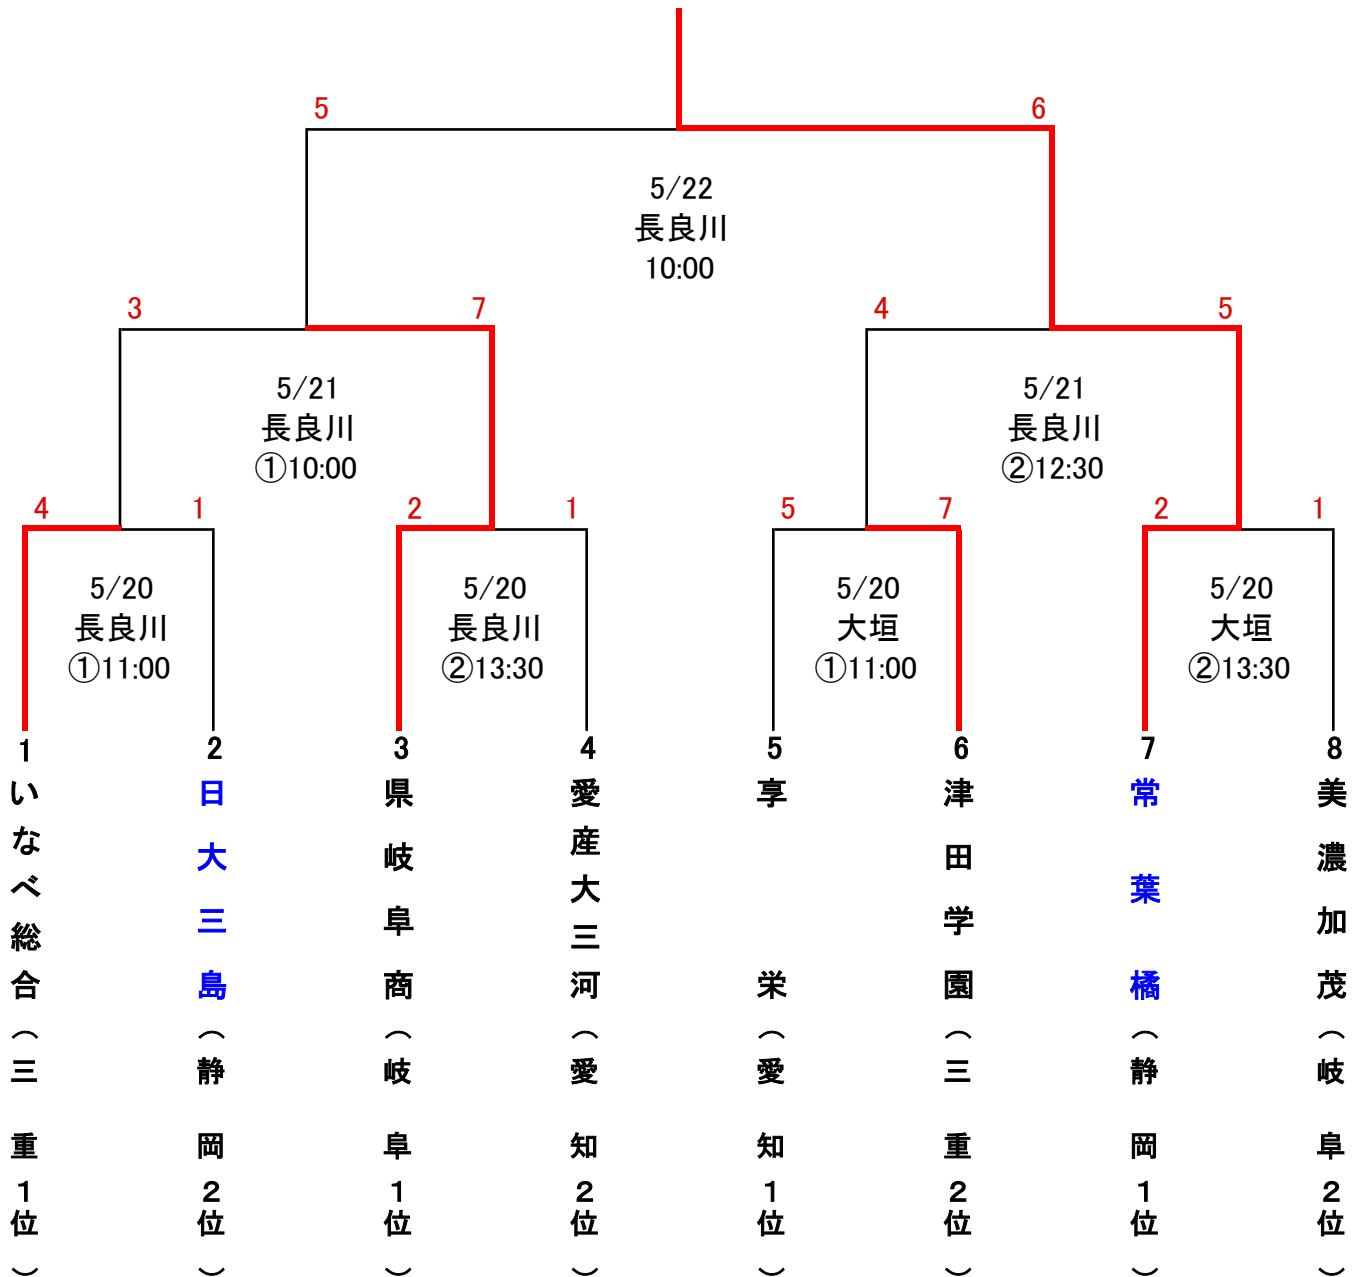 5 6
5/22
長良川
10:00
3 7 4 5
5/21 5/21
長良川 長良川
①10:00 ②12:30
4 1 2 1 5 7 2 1
5/20 5/20 5/20 5/20
長良川 長良川 大垣 大垣
①11:00 ②13:30 ①11:00 ②13:30
1 いなべ総合(三重1位)
2 日大三島(静岡2位)
3 県岐阜商(岐阜1位)
4 愛産大三河(愛知2位)
5 享栄(愛知1位)
6 津田学園(三重2位)
7 常葉橘(静岡1位)
8 美濃加茂(岐阜2位)